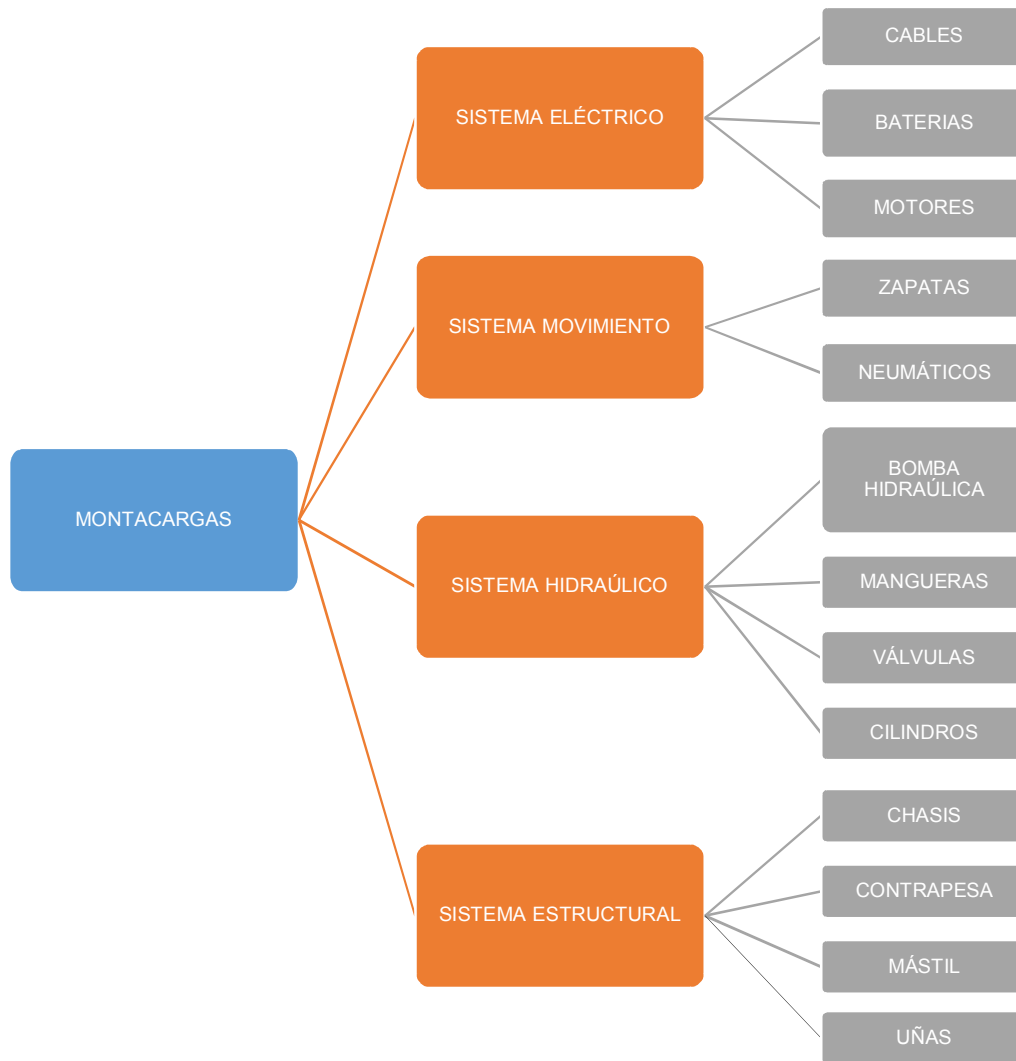 MONTACARGAS
SISTEMA ELÉCTRICO
CABLES
BATERIAS
MOTORES
SISTEMA MOVIMIENTO
ZAPATAS
NEUMÁTICOS
SISTEMA HIDRAÚLICO
BOMBA
HIDRAÚLICA
MANGUERAS
VÁLVULAS
CILINDROS
SISTEMA ESTRUCTURAL
CHASIS
CONTRAPESA
MÁSTIL
UÑAS